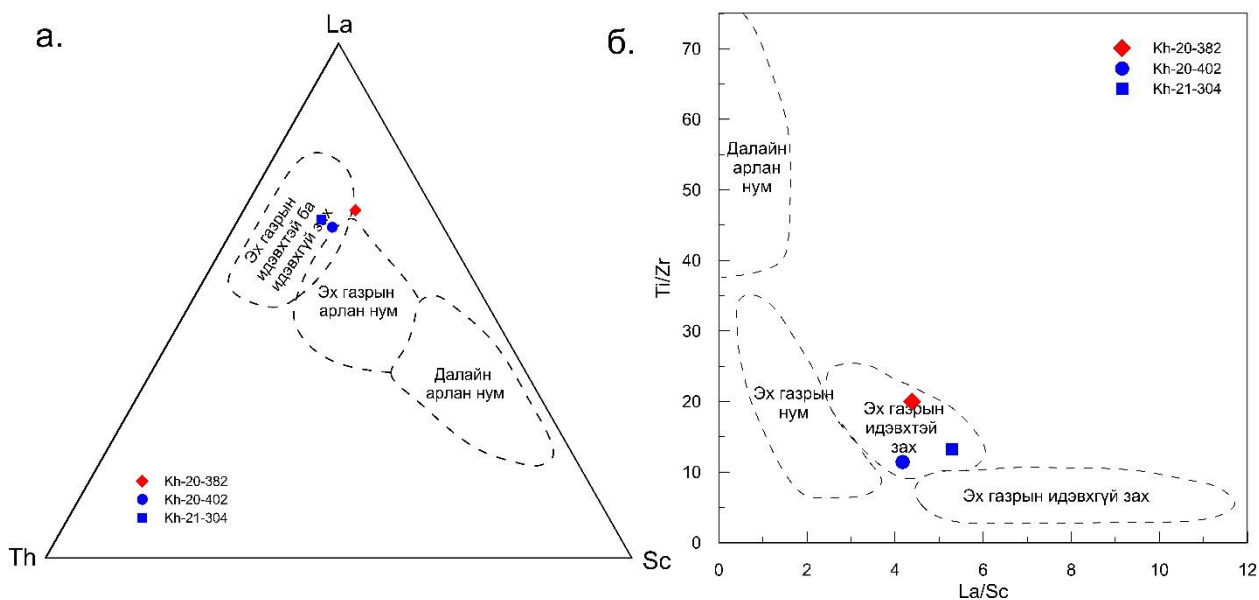 а.
La
Эх газрын
идэвхтэй ба
идэвхгүй зах
Эх газрын
арлан нум
Далайн
арлан нум
Kh-20-382
Kh-20-402
Kh-21-304
Th
Sc
б.
Kh-20-382
Kh-20-402
Kh-21-304
70
60
50
40
30
20
10
0
Ti/Zr
Далайн
арлан
нум
Эх газрын
нум
Эх газрын
идэвхтэй
зах
Эх газрын идэвхгүй зах
0
2
4
6
8
10
12
La/Sc